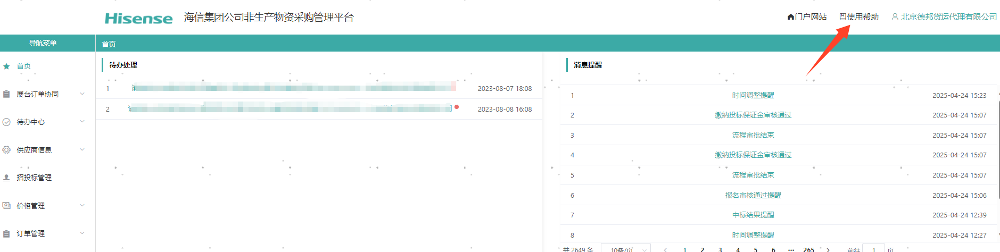 Hisense 海信集团公司非生产物资采购管理平台
门户网站 使用帮助 北京德邦货运代理有限公司
导航菜单 首页
首页
展台订单协同
待办中心
供应商信息
招投标管理
价格管理
订单管理
待办处理
1 2023-08-07 18:08
2 2023-08-08 16:08
消息提醒
1 时间调整提醒 2025-04-24 15:23
2 缴纳投标保证金审核通过 2025-04-24 15:07
3 流程审批结束 2025-04-24 15:07
4 缴纳投标保证金审核通过 2025-04-24 15:07
5 流程审批结束 2025-04-24 15:07
6 报名审核通过提醒 2025-04-24 15:06
7 中标结果提醒 2025-04-24 12:39
8 时间调整提醒 2025-04-24 12:27
共 2649 条 10条/页 1 2 3 4 5 6 ••• 265 前往 1 页